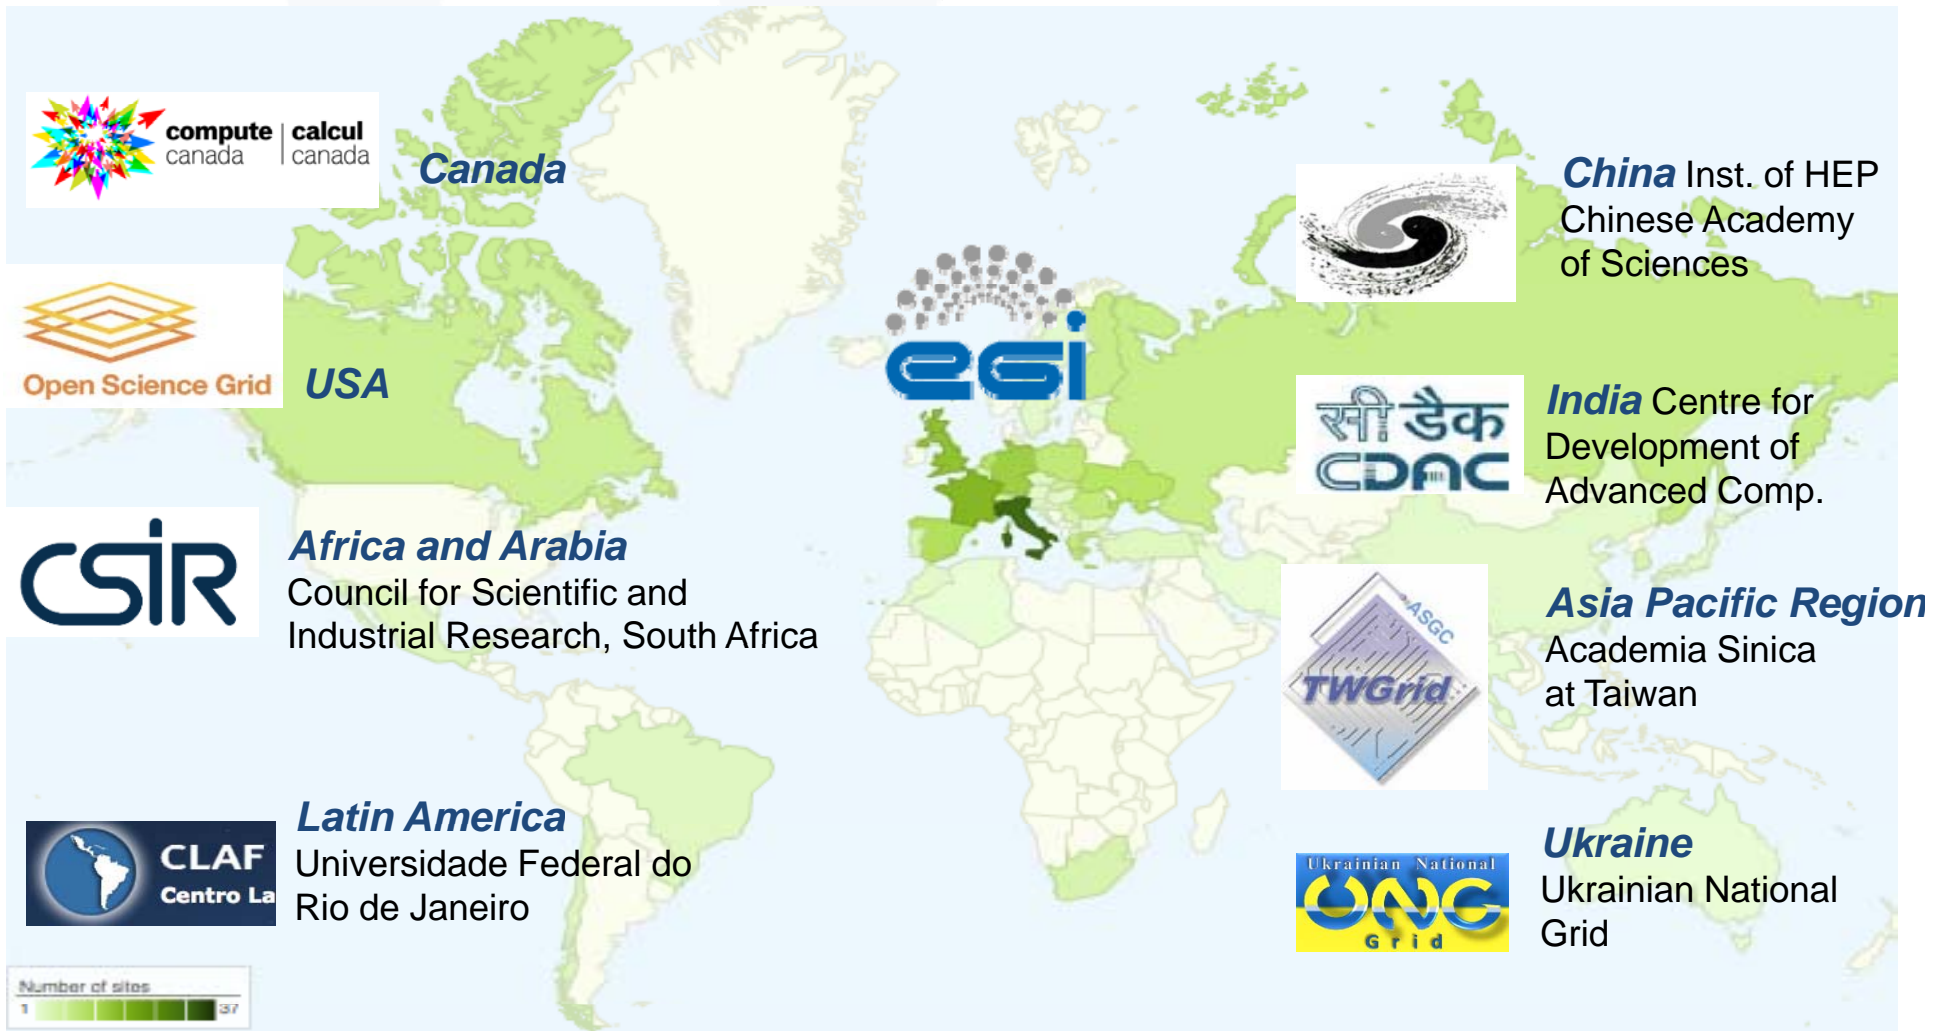 compute | calcul
canada | canada
Canada
Open Science Grid
USA
CSIR
Africa and Arabia
Council for Scientific and
Industrial Research, South Africa
CLAF
Centro La
Latin America
Universidade Federal do
Rio de Janeiro
Number of sites
1 37
egi
China Inst. of HEP
Chinese Academy
of Sciences
सी डैक
CDAC
India Centre for
Development of
Advanced Comp.
ASGC
TWGrid
Asia Pacific Region
Academia Sinica
at Taiwan
Ukrainian National
UNG
Grid
Ukraine
Ukrainian National
Grid